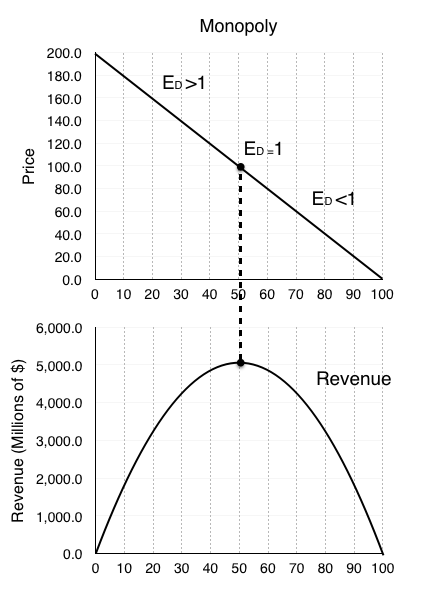 Monopoly
Price
200.0
180.0
160.0
140.0
120.0
100.0
80.0
60.0
40.0
20.0
0.0
ED>1
ED=1
ED<1
0 10 20 30 40 50 60 70 80 90 100
Revenue (Millions of $)
6,000.0
5,000.0
4,000.0
3,000.0
2,000.0
1,000.0
0.0
Revenue
0 10 20 30 40 50 60 70 80 90 100